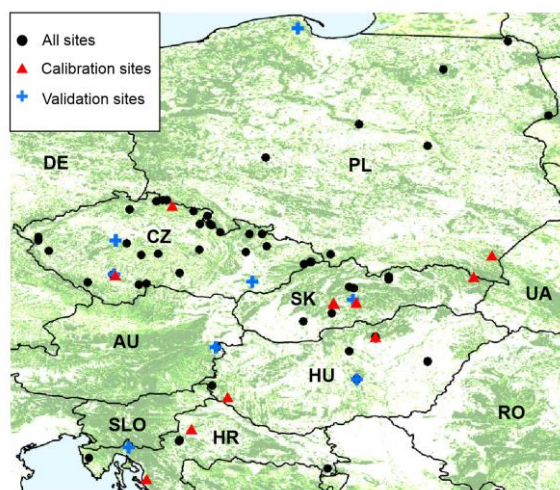 All sites
Calibration sites
Validation sites
DE
PL
CZ
SK
UA
AU
HU
RO
SLO
HR